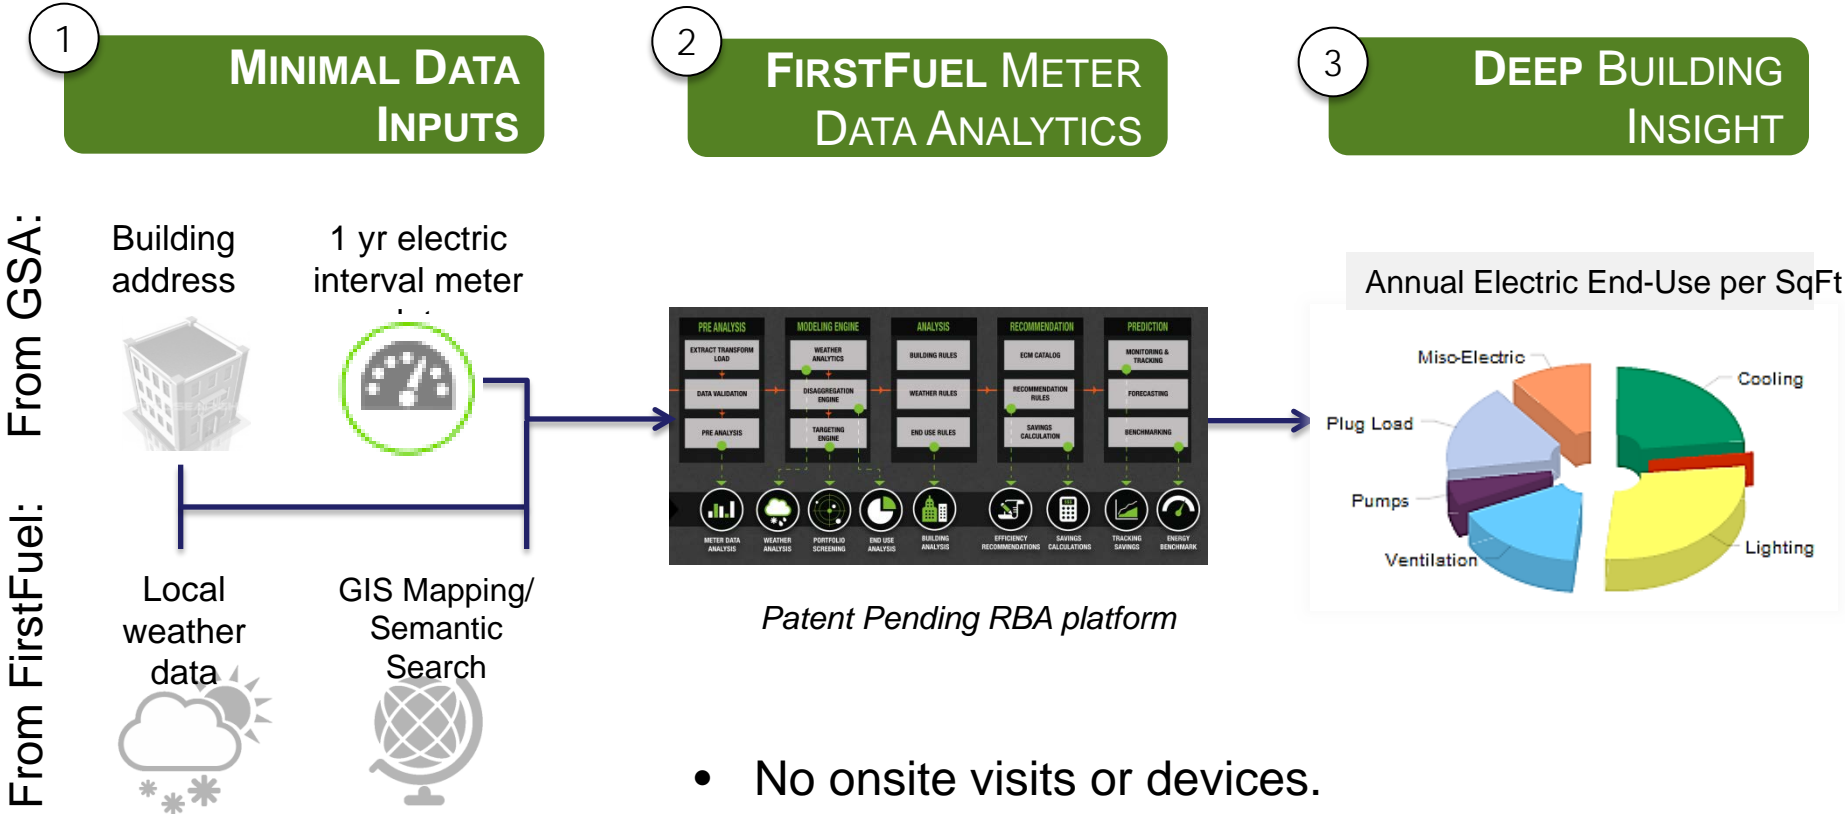 1
MINIMAL DATA
INPUTS
2
FIRSTFUEL METER
DATA ANALYTICS
3
DEEP BUILDING
INSIGHT
From GSA:
Building
address
1 yr electric
interval meter
From FirstFuel:
Local
weather
data
GIS Mapping/
Semantic
Search
PRE ANALYSIS
EXTRACT TRANSFORM
LOAD
DATA VALIDATION
PRE ANALYSIS
MODELING ENGINE
WEATHER
ANALYTICS
DISAGGREGATION
ENGINE
TARGETING
ENGINE
ANALYSIS
BUILDING RULES
WEATHER RULES
END USE RULES
RECOMMENDATION
ECM CATALOG
RECOMMENDATION
RULES
SAVINGS
CALCULATION
PREDICTION
MONITORING &
TRACKING
FORECASTING
BENCHMARKING
METER DATA
ANALYSIS
WEATHER
ANALYSIS
PORTFOLIO
SCREENING
END USE
ANALYSIS
BUILDING
ANALYSIS
EFFICIENCY
RECOMMENDATIONS
SAVINGS
CALCULATIONS
TRACKING
SAVINGS
ENERGY
BENCHMARK
Patent Pending RBA platform
Annual Electric End-Use per SqFt
Misc-Electric
Cooling
Plug Load
Pumps
Ventilation
Lighting
• No onsite visits or devices.